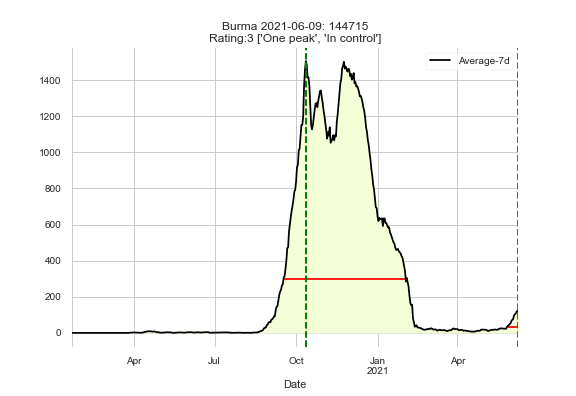 Burma 2021-06-09: 144715
Rating:3 ['One peak', 'In control']
Average-7d
1400
1200
1000
800
600
400
200
0
Apr
Jul
Oct
Jan
2021
Apr
Date